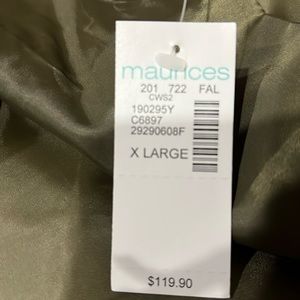 maurices
201 722 FAL
CWS2
190295Y
C6897
29290608F
X LARGE
$119.90